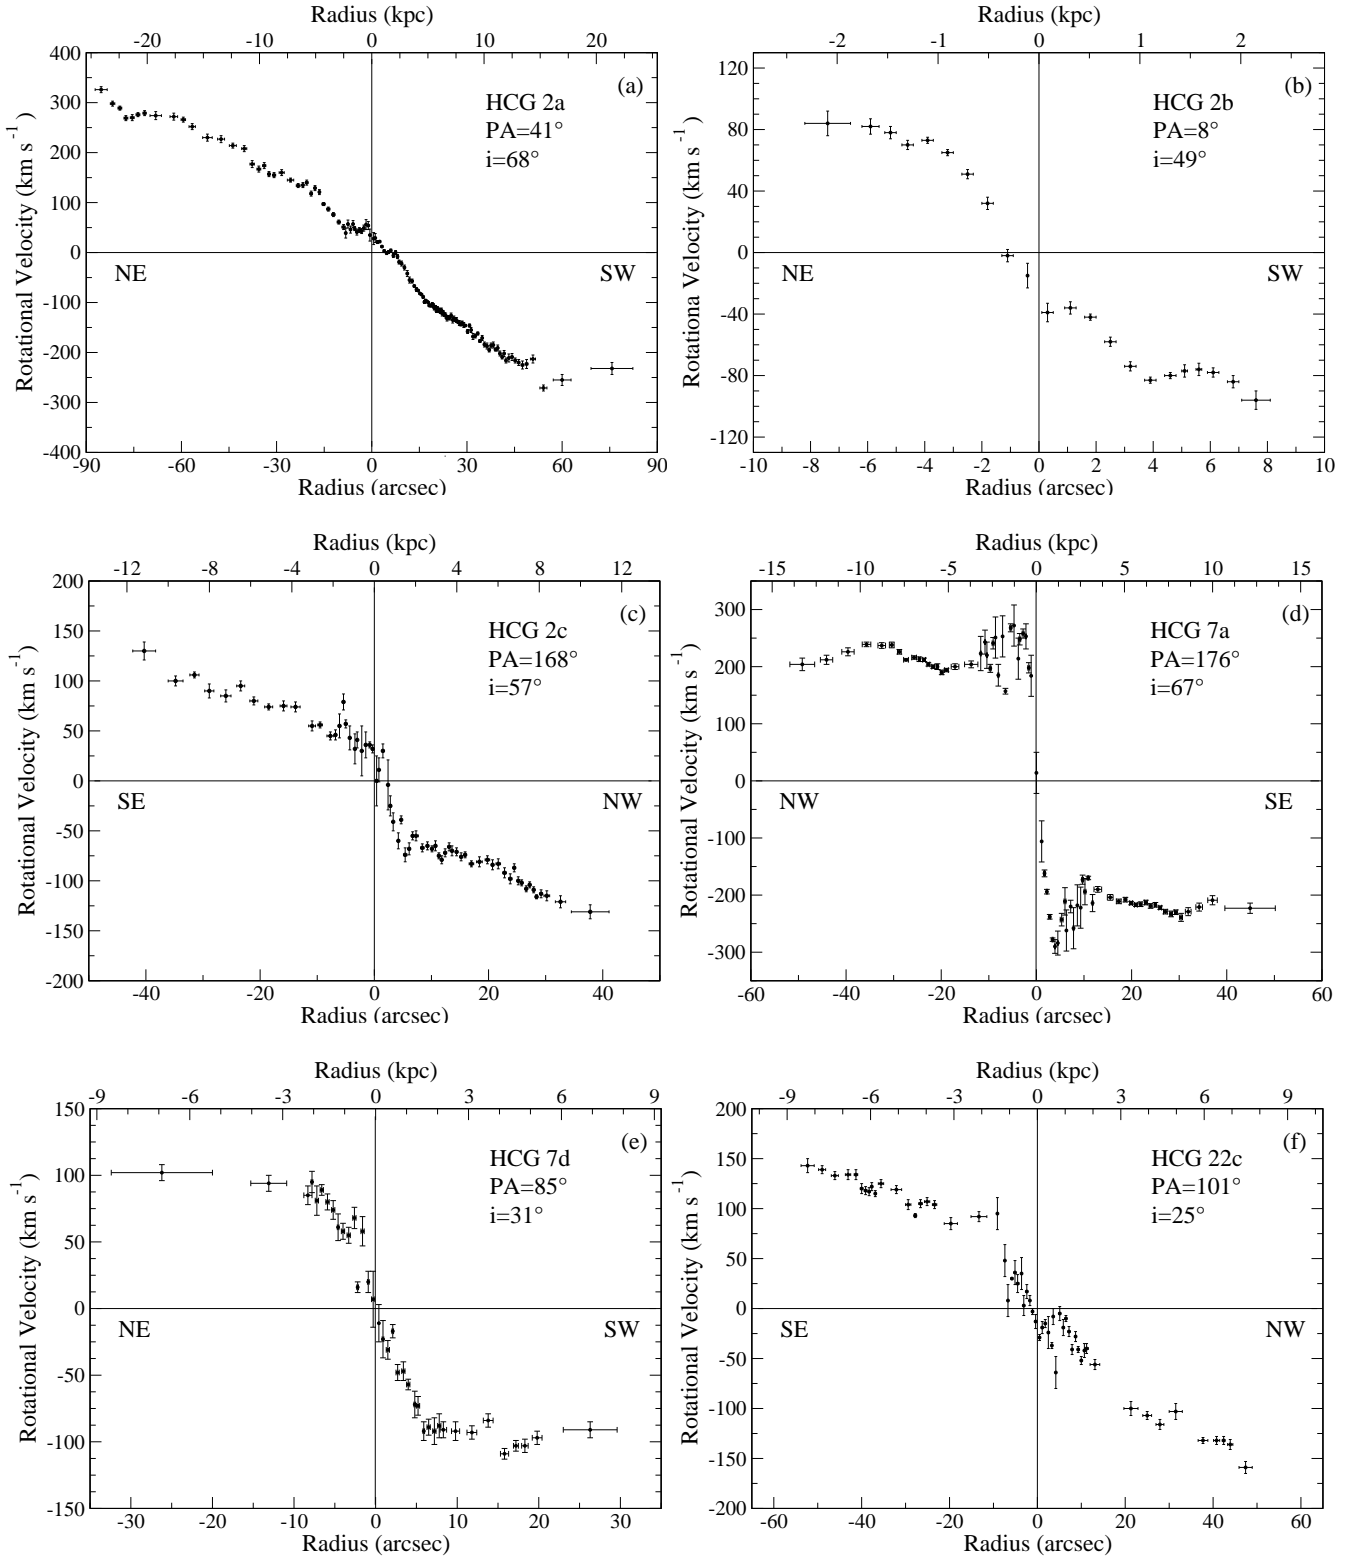 Radius (kpc)
-20 -10 0 10 20
400
300
200
100
0
-100
-200
-300
-400
Rotational Velocity (km s -1)
(a)
HCG 2a
PA=41°
i=68°
NE SW
-90 -60 -30 0 30 60 90
Radius (arcsec)
Radius (kpc)
-2 -1 0 1 2
120
80
40
0
-40
-80
-120
Rotationa Velocity (km s -1)
(b)
HCG 2b
PA=8°
i=49°
NE SW
-10 -8 -6 -4 -2 0 2 4 6 8 10
Radius (arcsec)
Radius (kpc)
-12 -8 -4 0 4 8 12
200
150
100
50
0
-50
-100
-150
-200
Rotational Velocity (km s -1)
(c)
HCG 2c
PA=168°
i=57°
SE NW
-40 -20 0 20 40
Radius (arcsec)
Radius (kpc)
-15 -10 -5 0 5 10 15
300
200
100
0
-100
-200
-300
Rotational Velocity (km s -1)
(d)
HCG 7a
PA=176°
i=67°
NW SE
-60 -40 -20 0 20 40 60
Radius (arcsec)
Radius (kpc)
-9 -6 -3 0 3 6 9
150
100
50
0
-50
-100
-150
Rotational Velocity (km s -1)
(e)
HCG 7d
PA=85°
i=31°
NE SW
-30 -20 -10 0 10 20 30
Radius (arcsec)
Radius (kpc)
-9 -6 -3 0 3 6 9
200
150
100
50
0
-50
-100
-150
-200
Rotational Velocity (km s -1)
(f)
HCG 22c
PA=101°
i=25°
SE NW
-60 -40 -20 0 20 40 60
Radius (arcsec)